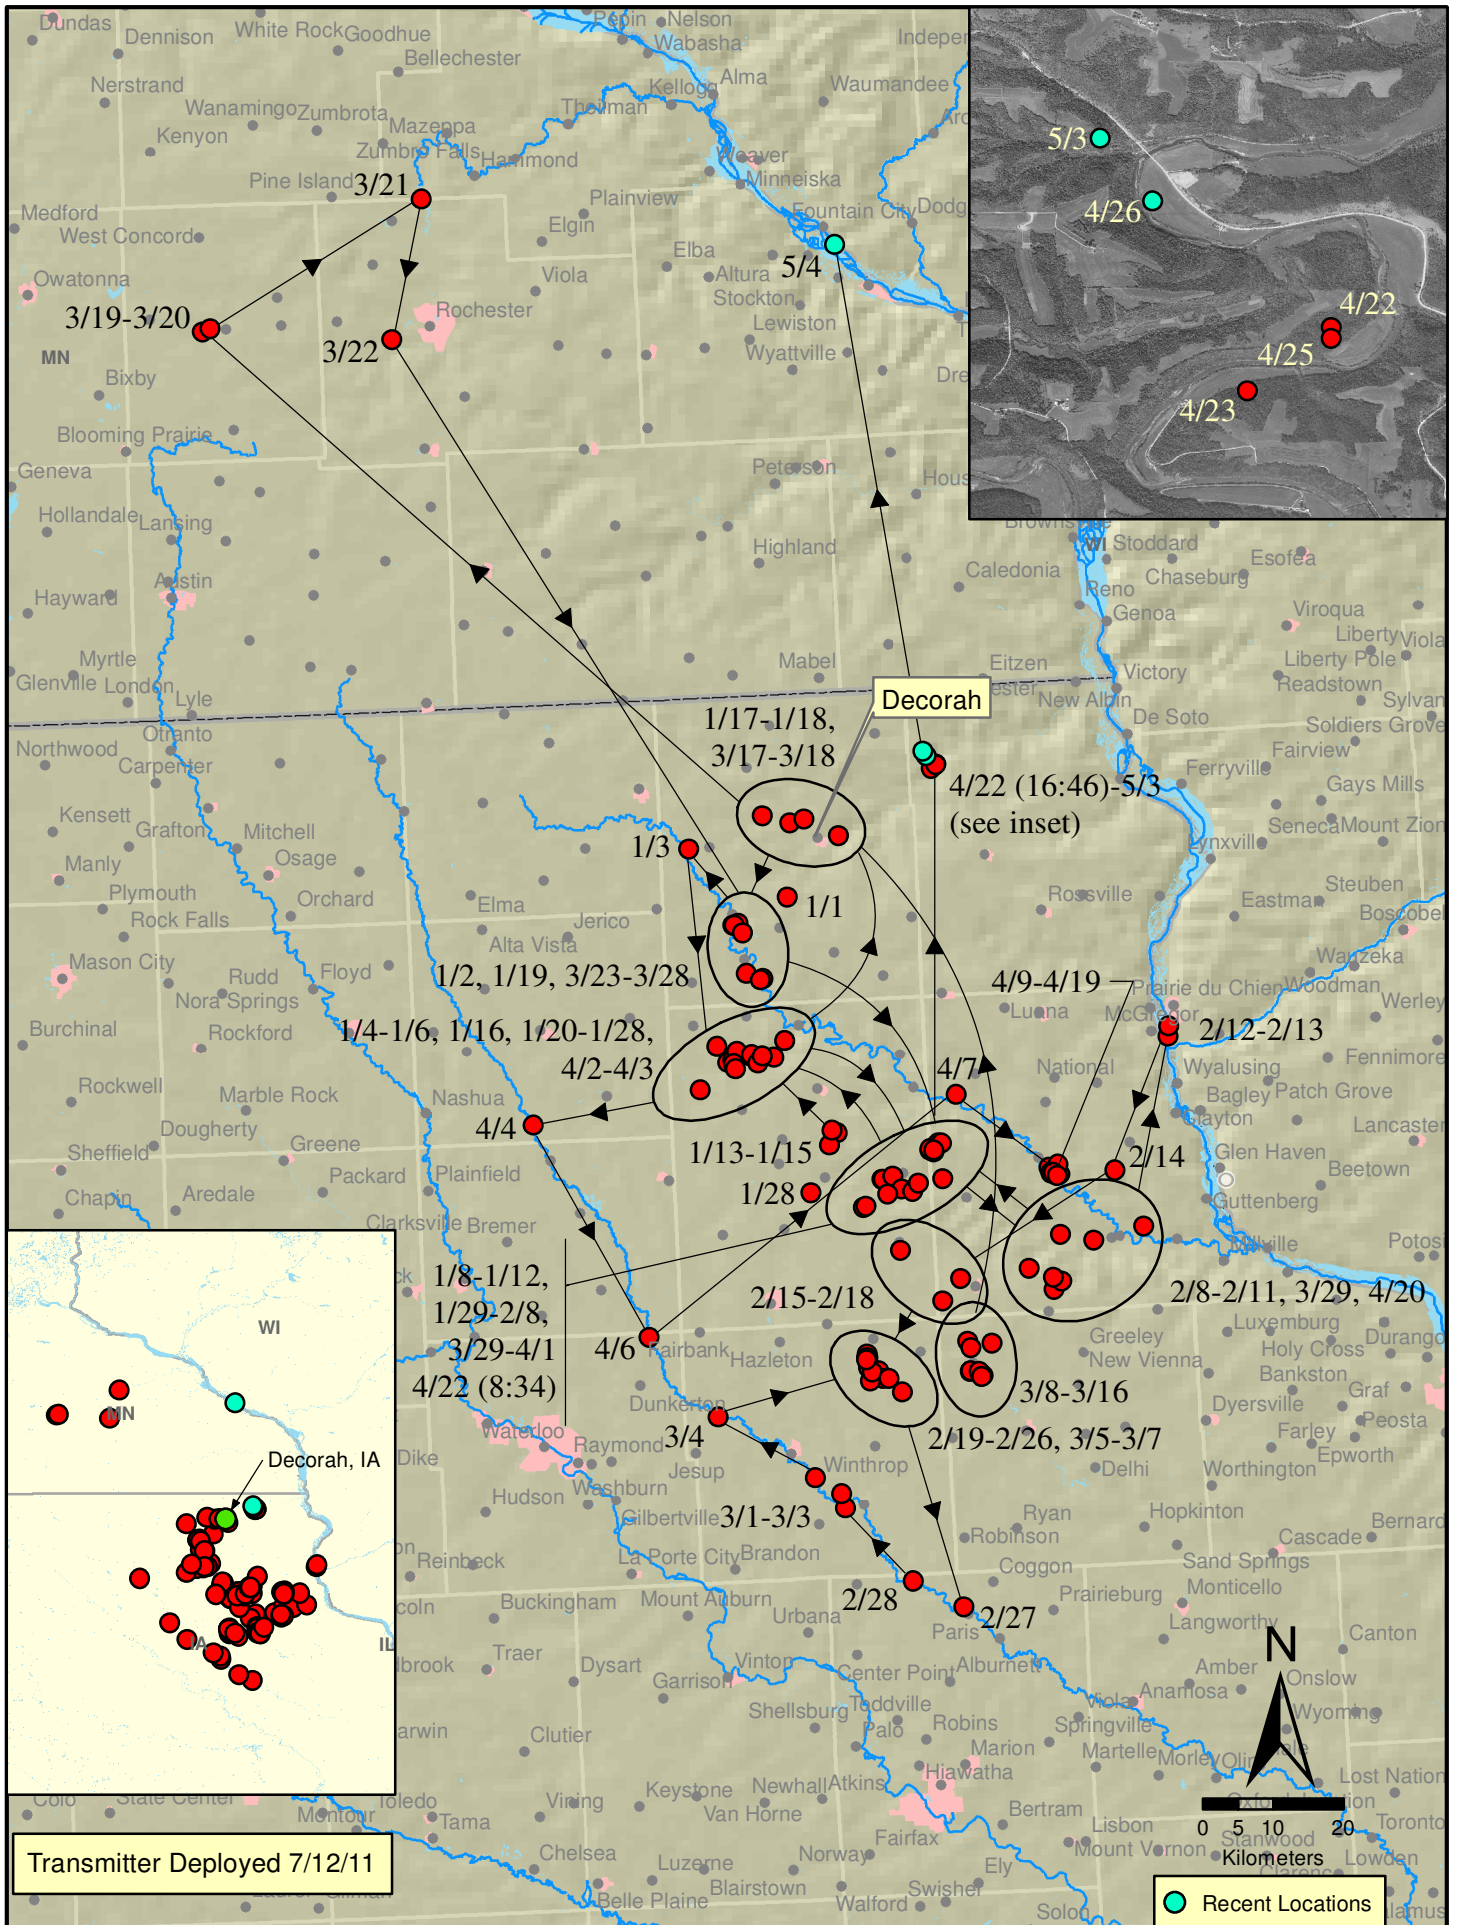 Dundas
Dennison
White Rock
Goodhue
Pepin
Nelson
Wabasha
Bellechester
Nerstrand
Kellogg
Alma
Waumandee
Wanamingo
Zumbrota
Theilman
Kenyon
Mazeppa
Zumbro Falls
Hammond
Weaver
Minneiska
Pine Island
3/21
Plainview
Medford
West Concord
Elgin
Fountain City
Elba
5/4
Owatonna
Viola
Altura
Stockton
3/19-3/20
Rochester
Lewiston
MN
3/22
Wyattville
Bixby
Blooming Prairie
Geneva
Peterson
Hollandale
Lansing
Highland
Austin
Hayward
Caledonia
5/3
4/26
4/22
4/25
4/23
WI
Stoddard
Esofea
Chaseburg
Reno
Genoa
Viroqua
Liberty
Viola
Liberty Pole
Readstown
Myrtle
Glenville
London
Lyle
Mabel
Eitzen
Victory
New Albin
Decorah
De Soto
Soldiers Grove
Northwood
Otranto
Carpenter
1/17-1/18,
3/17-3/18
Fairview
Ferryville
Gays Mills
4/22 (16:46)-5/3
(see inset)
Kensett
Grafton
Mitchell
Osage
Manly
1/3
Seneca
Mount Zion
Lynxville
Plymouth
Orchard
Rock Falls
Elma
Jerico
1/1
Rossville
Steuben
Eastman
Boscobel
Alta Vista
Mason City
Rudd
Floyd
Nora Springs
1/2, 1/19, 3/23-3/28
4/9-4/19
Wauzeka
Prairie du Chien
Woodman
Werley
Burchinal
Rockford
1/4-1/6, 1/16, 1/20-1/28,
4/2-4/3
Luana
McGregor
2/12-2/13
Fennimore
Rockwell
Marble Rock
Nashua
4/7
National
Wyalusing
Bagley
Patch Grove
Clayton
Dougherty
4/4
Sheffield
Greene
1/13-1/15
2/14
Lancaster
Glen Haven
Beetown
Packard
Plainfield
1/28
Guttenberg
Chapin
Aredale
Clarksville
Bremer
Millville
1/8-1/12,
1/29-2/8,
3/29-4/1
4/22 (8:34)
2/15-2/18
2/8-2/11, 3/29, 4/20
Luxemburg
Durango
4/6
Fairbank
Hazleton
Greeley
New Vienna
Holy Cross
Bankston
3/8-3/16
Graf
Dunkerton
Dyersville
Peosta
3/4
2/19-2/26, 3/5-3/7
Farley
Epworth
Waterloo
Raymond
Jesup
Winthrop
Delhi
Worthington
Dike
Washburn
Hudson
Gilbertville
3/1-3/3
Ryan
Hopkinton
Bernard
Robinson
Cascade
Reinbeck
La Porte City
Brandon
Coggon
Sand Springs
Monticello
Buckingham
Mount Auburn
2/28
Prairieburg
Langworthy
Urbana
2/27
Paris
N
Canton
Traer
Dysart
Vinton
Garrison
Center Point
Alburnett
Amber
Onslow
Anamosa
Viola
Shellsburg
Toddville
Springville
Wyoming
Clutier
Palo
Robins
Marion
Martelle
Morley
Olin
Hiawatha
Lost Nation
Keystone
Newhall
Atkins
Colo
State Center
Toledo
Vining
Van Horne
Montour
Tama
Bertram
Oxford Junction
Lisbon
Toronto
0 5 10 20
Kilometers
Fairfax
Mount Vernon
Stanwood
Chelsea
Norway
Ely
Clarence
Lowden
Luzerne
Blairstown
Swisher
Belle Plaine
Walford
Solon
WI
MN
Decorah, IA
IA
IL
Transmitter Deployed 7/12/11
Recent Locations